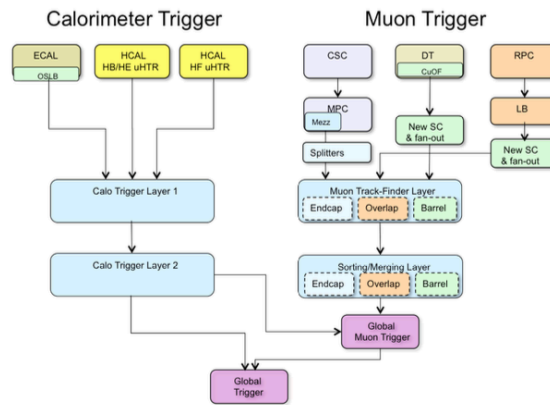 Calorimeter Trigger
Muon Trigger
ECAL
OSLB
HCAL
HB/HE uHTR
HCAL
HF uHTR
CSC
DT
CuOF
RPC
MPC
Mezz
LB
New SC
& fan-out
Splitters
New SC
& fan-out
Calo Trigger Layer 1
Muon Track-Finder Layer
Endcap
Overlap
Barrel
Calo Trigger Layer 2
Sorting/Merging Layer
Endcap
Overlap
Barrel
Global
Muon Trigger
Global
Trigger